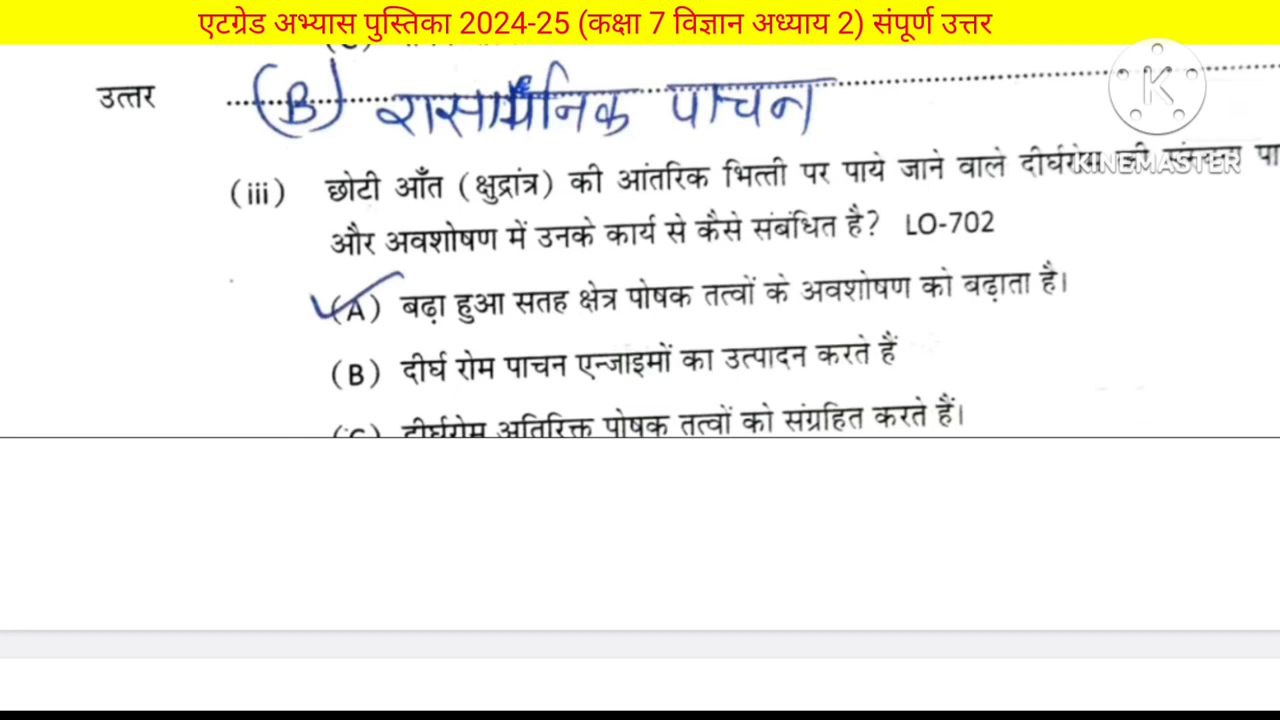 एटग्रेड अभ्यास पुस्तिका 2024-25 (कक्षा 7 विज्ञान अध्याय 2) संपूर्ण उत्तर
उत्तर (B) रासायनिक पाचन
K
KINEMASTER
(iii) छोटी आँत (क्षुद्रांत्र) की आंतरिक भित्ती पर पाये जाने वाले
और अवशोषण में उनके कार्य से कैसे संबंधित है? LO-702
(A) बढ़ा हुआ सतह क्षेत्र पोषक तत्वों के अवशोषण को बढ़ाता है।
(B) दीर्घ रोम पाचन एन्जाइमों का उत्पादन करते हैं
(C) दीर्घरोम अतिरिक्त पोषक तत्वों को संग्रहित करते हैं।